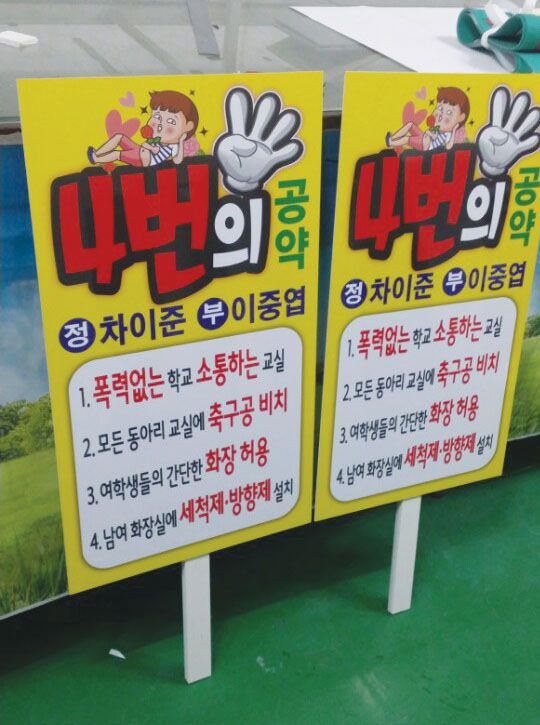 4번의 공약
정 차이준 부 이중엽
1. 폭력없는 학교 소통하는 교실
2. 모든 동아리 교실에 축구공 비치
3. 여학생들의 간단한 화장 허용
4. 남여 화장실에 세척제·방향제 설치
4번의 공약
정 차이준 부 이중엽
1. 폭력없는 학교 소통하는 교실
2. 모든 동아리 교실에 축구공 비치
3. 여학생들의 간단한 화장 허용
4. 남여 화장실에 세척제·방향제 설치